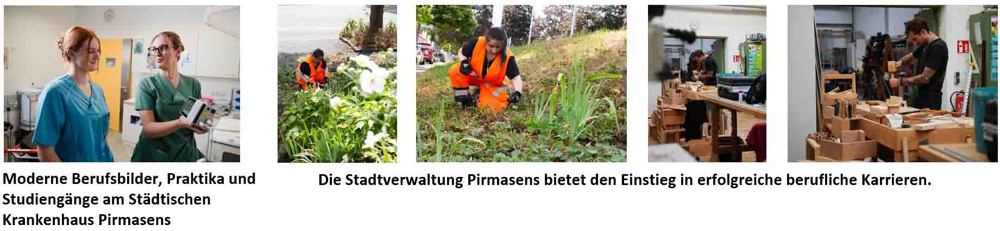 Moderne Berufsbilder, Praktika und
Studiengänge am Städtischen
Krankenhaus Pirmasens
Die Stadtverwaltung Pirmasens bietet den Einstieg in erfolgreiche berufliche Karrieren.